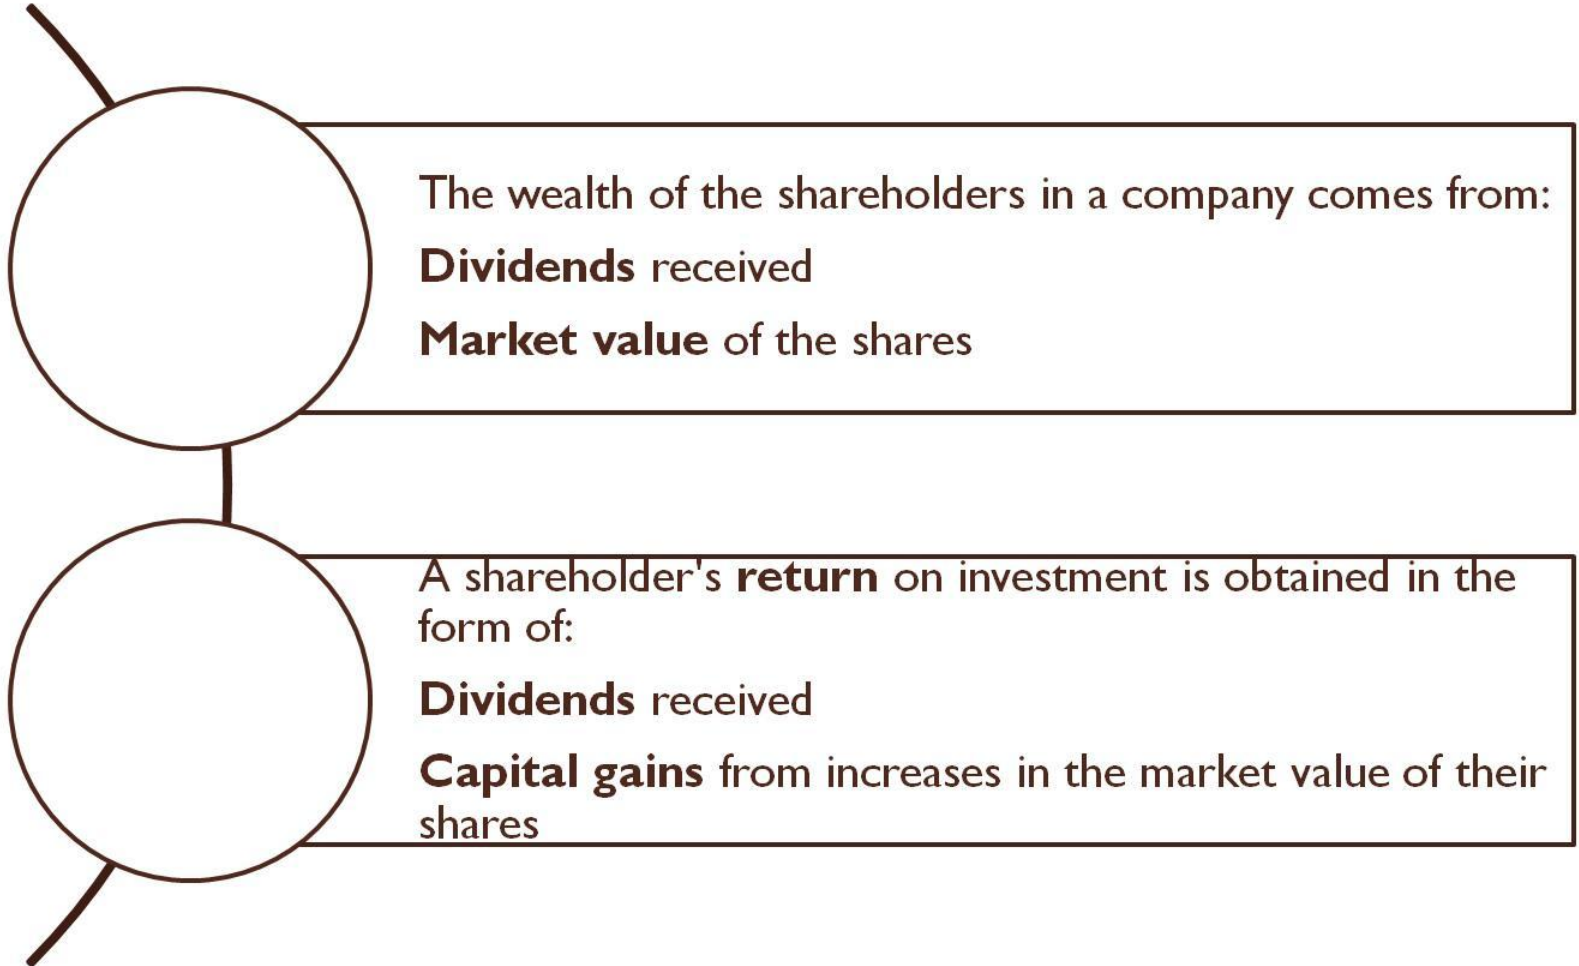 The wealth of the shareholders in a company comes from:
Dividends received
Market value of the shares
A shareholder's return on investment is obtained in the
form of:
Dividends received
Capital gains from increases in the market value of their
shares